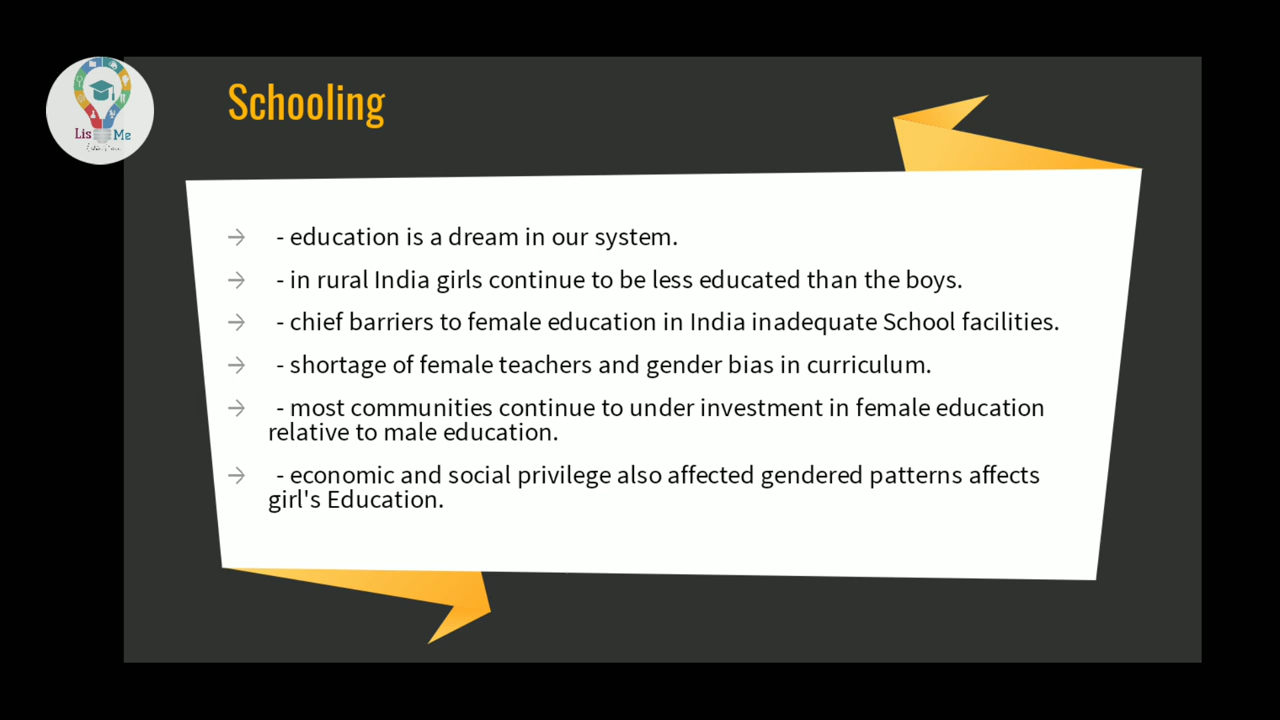 Lis Me
Schooling
→ - education is a dream in our system.
→ - in rural India girls continue to be less educated than the boys.
→ - chief barriers to female education in India inadequate School facilities.
→ - shortage of female teachers and gender bias in curriculum.
→ - most communities continue to under investment in female education
relative to male education.
→ - economic and social privilege also affected gendered patterns affects
girl's Education.